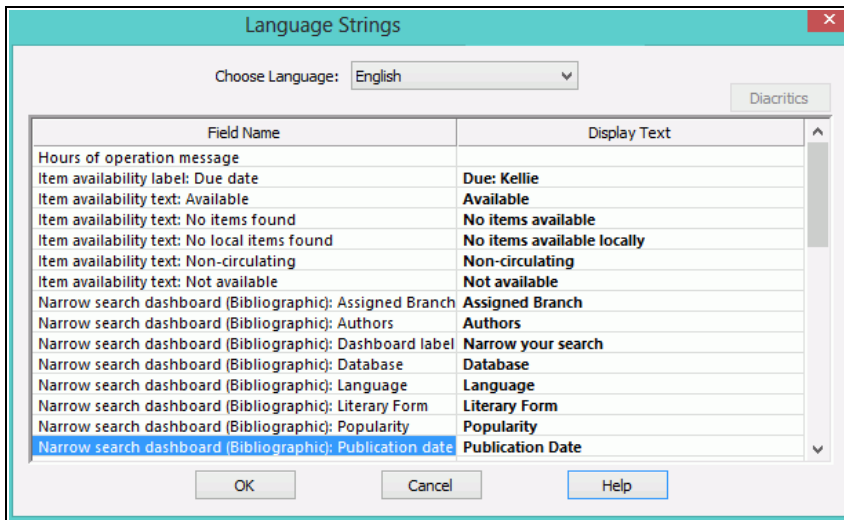 Language Strings
Choose Language: English
Diacritics
Field Name Display Text
Hours of operation message
Item availability label: Due date Due: Kellie
Item availability text: Available Available
Item availability text: No items found No items available
Item availability text: No local items found No items available locally
Item availability text: Non-circulating Non-circulating
Item availability text: Not available Not available
Narrow search dashboard (Bibliographic): Assigned Branch Assigned Branch
Narrow search dashboard (Bibliographic): Authors Authors
Narrow search dashboard (Bibliographic): Dashboard label Narrow your search
Narrow search dashboard (Bibliographic): Database Database
Narrow search dashboard (Bibliographic): Language Language
Narrow search dashboard (Bibliographic): Literary Form Literary Form
Narrow search dashboard (Bibliographic): Popularity Popularity
Narrow search dashboard (Bibliographic): Publication date Publication Date
OK Cancel Help